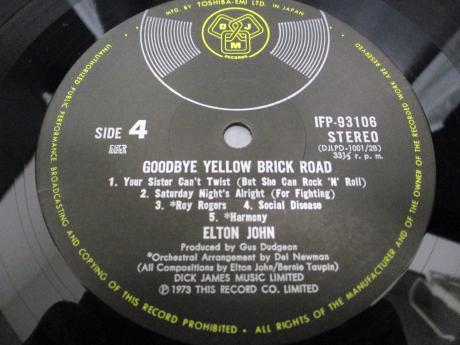 MFD. BY TOSHIBA-EMI LTD. IN JAPAN
D J M
RECORDS
SIDE 4
IFP-93106
STEREO
(DJLPD-1001/2B)
33⅓ r. p. m.
GOODBYE YELLOW BRICK ROAD
1. Your Sister Can't Twist (But She Can Rock 'N' Roll)
2. Saturday Night's Alright (For Fighting)
3. *Roy Rogers 4. Social Disease
5. *Harmony
ELTON JOHN
Produced by Gus Dudgeon
*Orchestral Arrangement by Del Newman
(All Compositions by Elton John/Bernie Taupin)
DICK JAMES MUSIC LIMITED
Ⓟ1973 THIS RECORD CO. LIMITED
UNAUTHORIZED PUBLIC PERFORMANCE, BROADCASTING AND COPYING OF THIS RECORD PROHIBITED • ALL RIGHTS OF THE MANUFACTURER AND OF THE OWNER OF THE RECORDED WORK ARE RESERVED